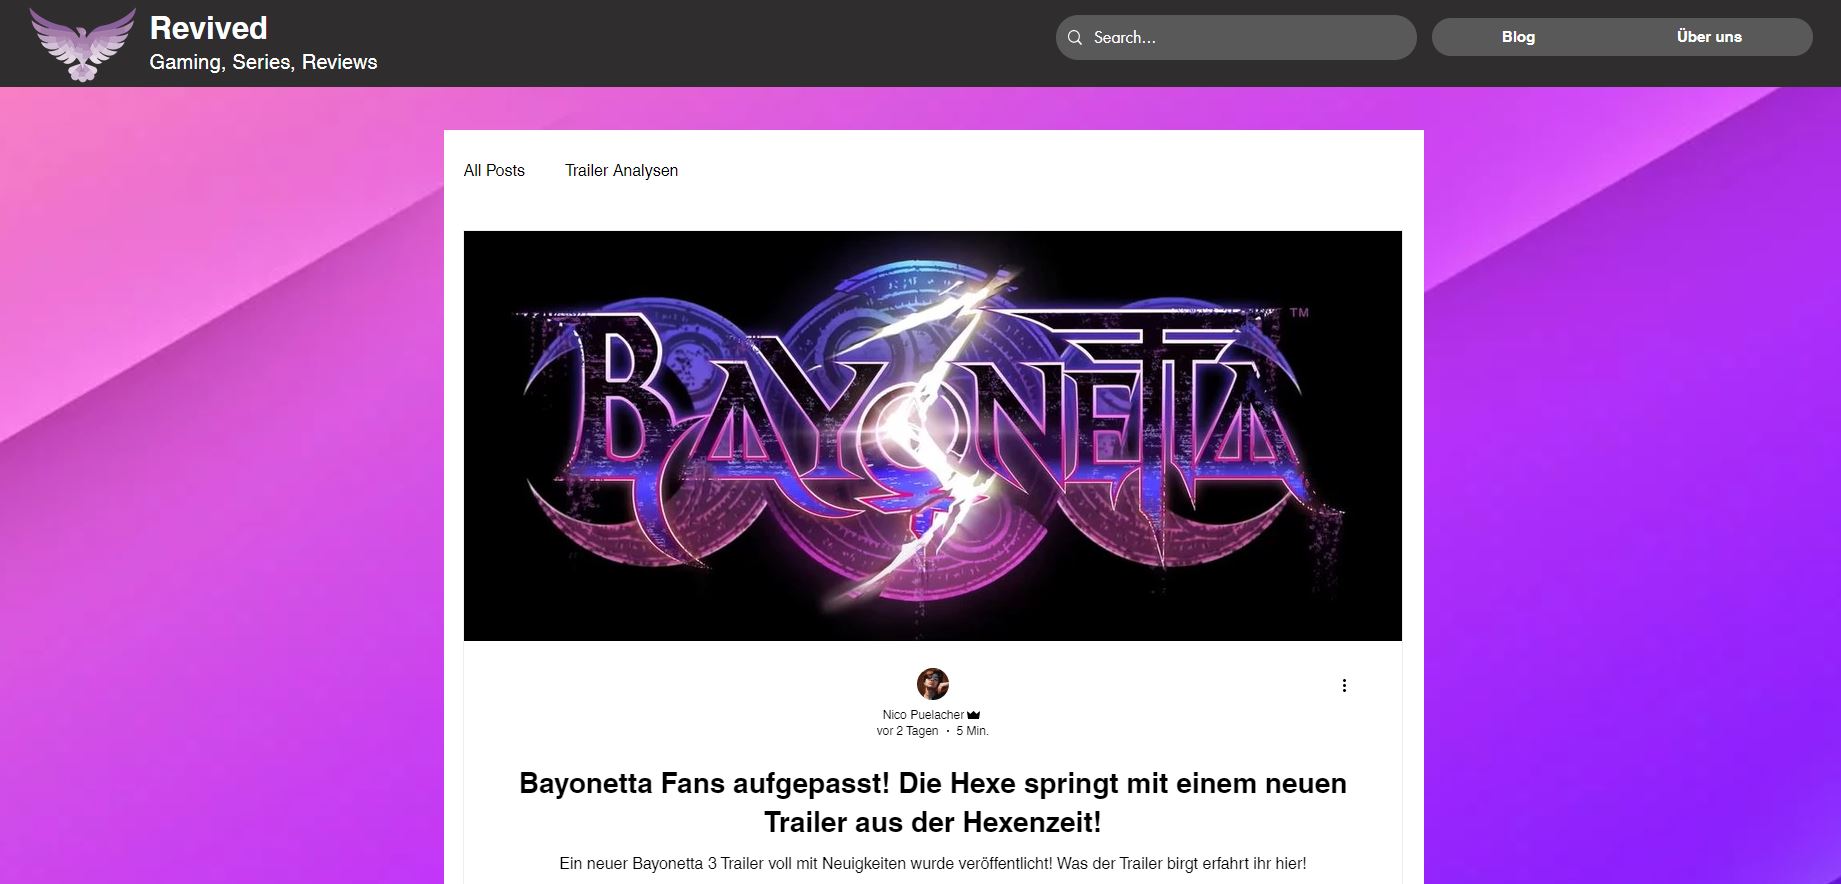 Revived
Gaming, Series, Reviews
Search...
Blog
Über uns
All Posts
Trailer Analysen
BAYONETTA
3
TM
Nico Puelacher
vor 2 Tagen · 5 Min.
Bayonetta Fans aufgepasst! Die Hexe springt mit einem neuen
Trailer aus der Hexenzeit!
Ein neuer Bayonetta 3 Trailer voll mit Neuigkeiten wurde veröffentlicht! Was der Trailer birgt erfahrt ihr hier!